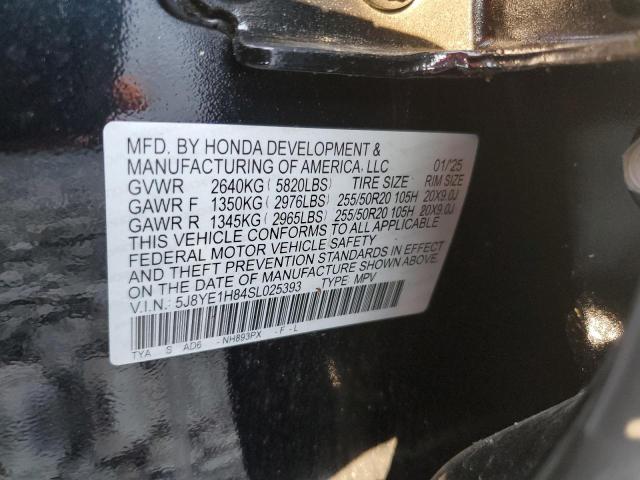 MFD. BY HONDA DEVELOPMENT &
MANUFACTURING OF AMERICA, LLC 01/25
GVWR 2640KG ( 5820LBS) TIRE SIZE RIM SIZE
GAWR F 1350KG ( 2976LBS) 255/50R20 105H 20X9.0J
GAWR R 1345KG ( 2965LBS) 255/50R20 105H 20X9.0J
THIS VEHICLE CONFORMS TO ALL APPLICABLE
FEDERAL MOTOR VEHICLE SAFETY
AND THEFT PREVENTION STANDARDS IN EFFECT
ON THE DATE OF MANUFACTURE SHOWN ABOVE.
V.I.N.: 5J8YE1H84SL025393 TYPE MPV
TYA S AD6 -NH893PX -F-L